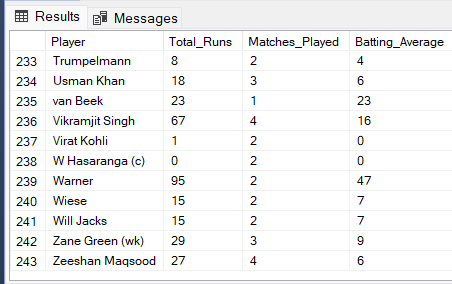 Results Messages
Player Total_Runs Matches_Played Batting_Average
233 Trumpelmann 8 2 4
234 Usman Khan 18 3 6
235 van Beek 23 1 23
236 Vikramjit Singh 67 4 16
237 Virat Kohli 1 2 0
238 W Hasaranga (c) 0 2 0
239 Warner 95 2 47
240 Wiese 15 2 7
241 Will Jacks 15 2 7
242 Zane Green (wk) 29 3 9
243 Zeeshan Maqsood 27 4 6